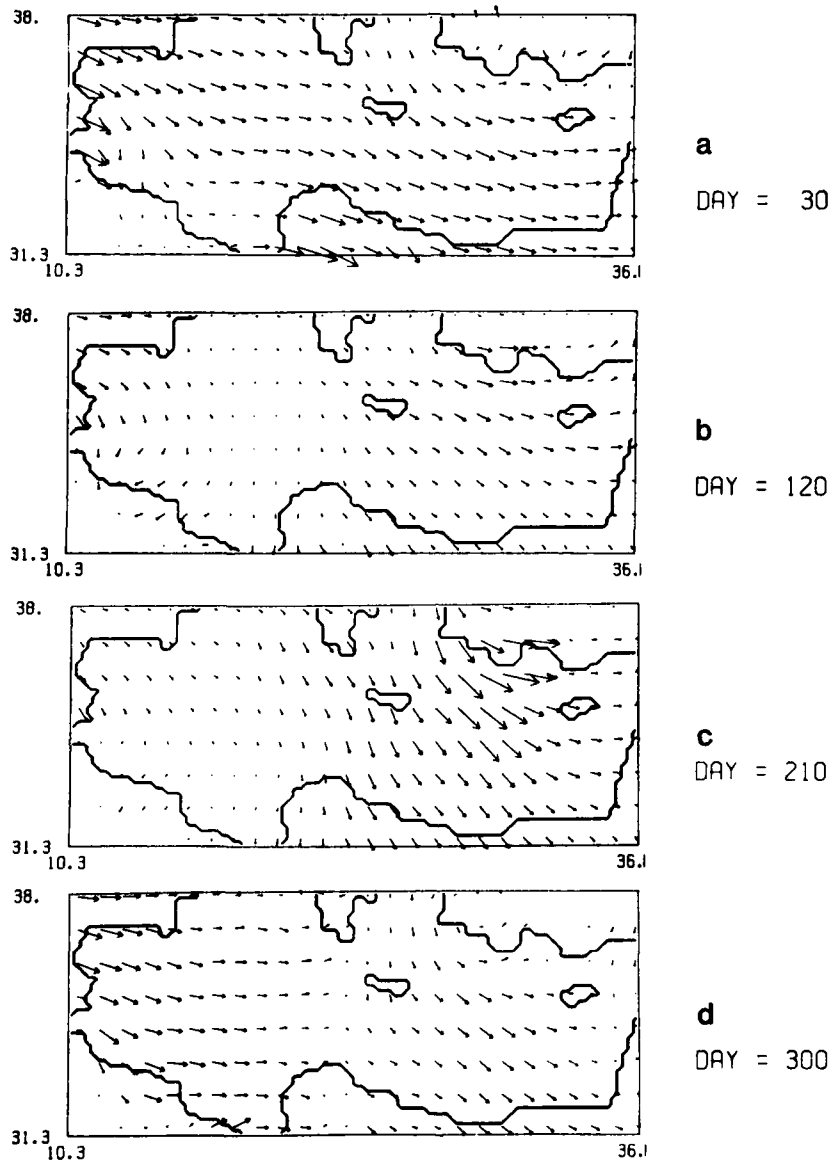 38.
a
DAY = 30
31.3
10.3 36.1
38.
b
DAY = 120
31.3
10.3 36.1
38.
c
DAY = 210
31.3
10.3 36.1
38.
d
DAY = 300
31.3
10.3 36.1